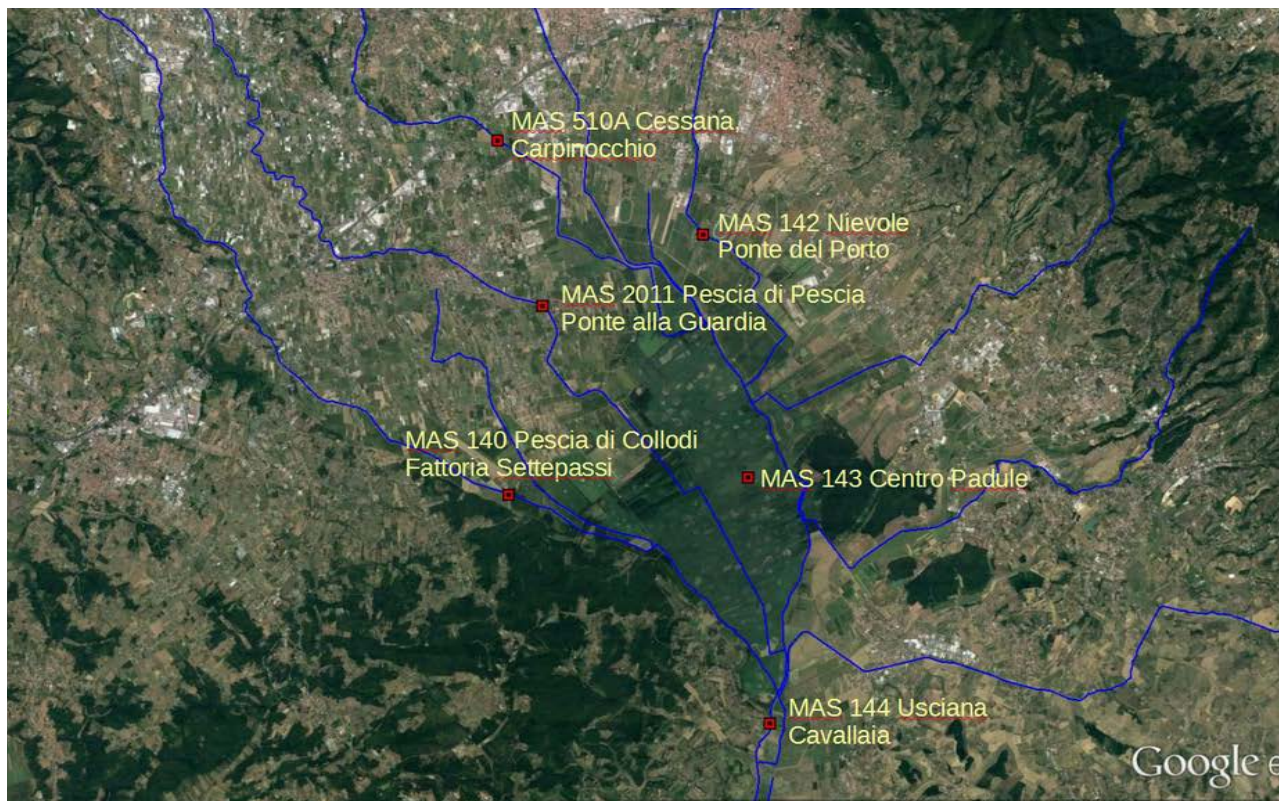 MAS 510A Cessana,
Carpinocchio
MAS 142 Nievole
Ponte del Porto
MAS 2011 Pescia di Pescia
Ponte alla Guardia
MAS 140 Pescia di Collodi
Fattoria Settepassi
MAS 143 Centro Padule
MAS 144 Usciana
Cavallaia
Google e